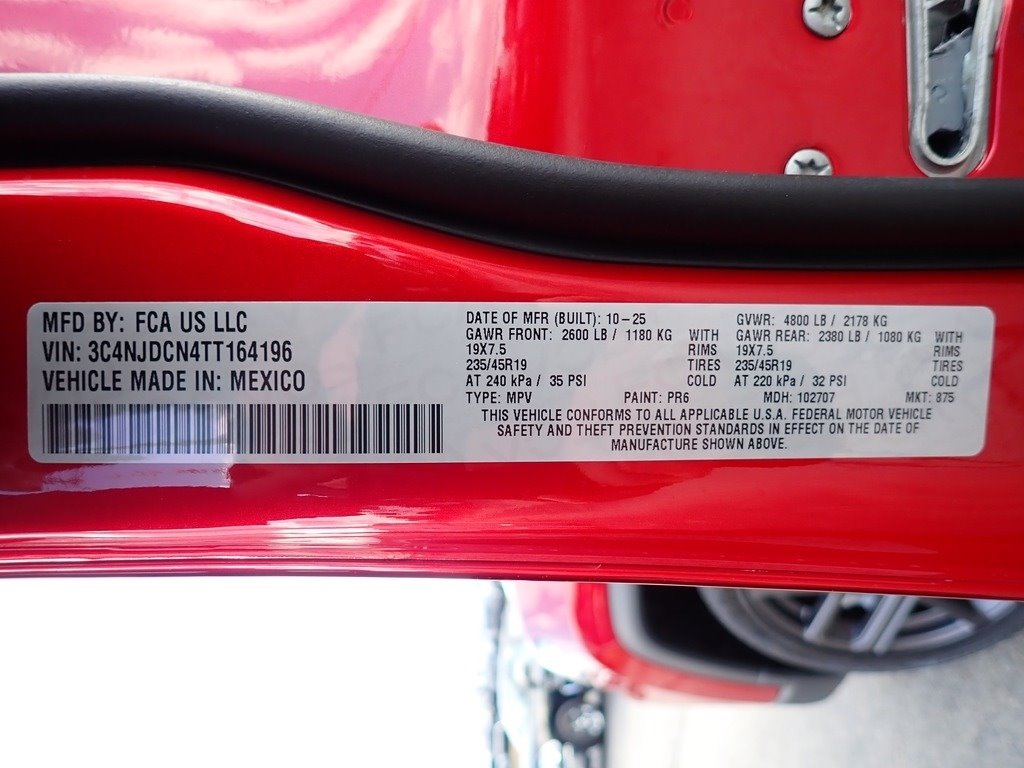 MFD BY: FCA US LLC
VIN: 3C4NJDCN4TT164196
VEHICLE MADE IN: MEXICO
DATE OF MFR (BUILT): 10-25 GVWR: 4800 LB / 2178 KG
GAWR FRONT: 2600 LB / 1180 KG WITH GAWR REAR: 2380 LB / 1080 KG WITH
19X7.5 RIMS 19X7.5 RIMS
235/45R19 TIRES 235/45R19 TIRES
AT 240 kPa / 35 PSI COLD AT 220 kPa / 32 PSI COLD
TYPE: MPV PAINT: PR6 MDH: 102707 MKT: 875
THIS VEHICLE CONFORMS TO ALL APPLICABLE U.S.A. FEDERAL MOTOR VEHICLE
SAFETY AND THEFT PREVENTION STANDARDS IN EFFECT ON THE DATE OF
MANUFACTURE SHOWN ABOVE.